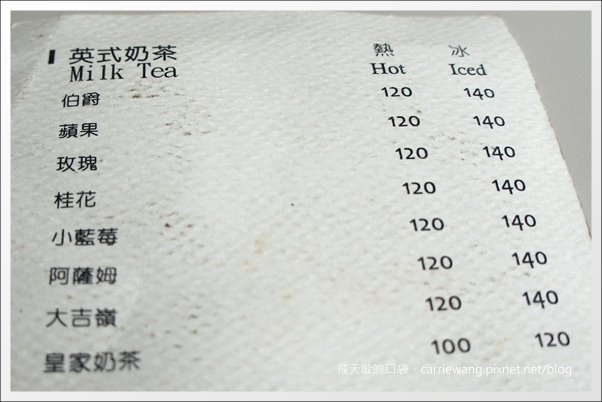 英式奶茶 熱 冰
Milk Tea Hot Iced
伯爵 120 140
蘋果 120 140
玫瑰 120 140
桂花 120 140
小藍莓 120 140
阿薩姆 120 140
大吉嶺 120 140
皇家奶茶 100 120
飛天璇的口袋。carriewang.pixnet.net/blog